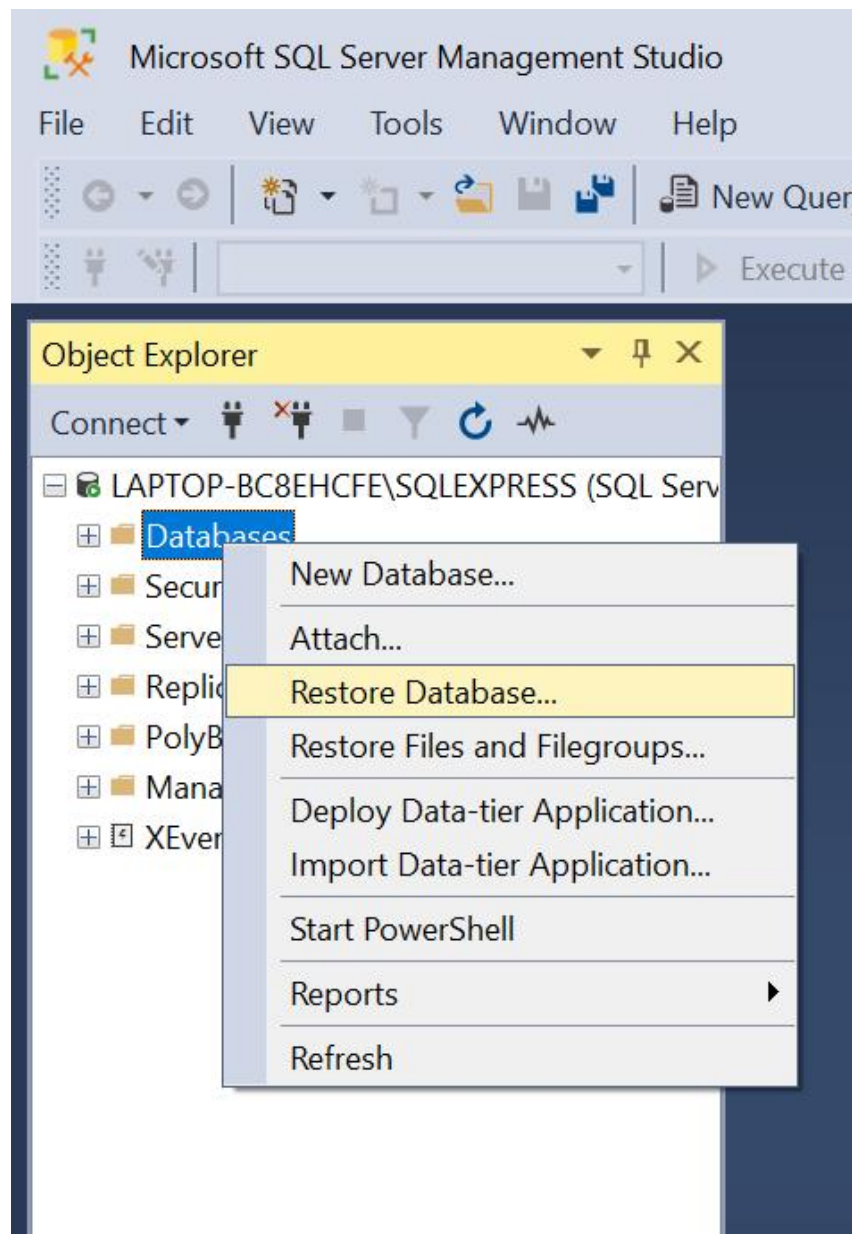 Microsoft SQL Server Management Studio
File Edit View Tools Window Help
New Quer
Execute
Object Explorer
Connect
LAPTOP-BC8EHCFE\SQLEXPRESS (SQL Serv
Databases
Secur
Serve
Replic
PolyB
Mana
XEver
New Database...
Attach...
Restore Database...
Restore Files and Filegroups...
Deploy Data-tier Application...
Import Data-tier Application...
Start PowerShell
Reports
Refresh